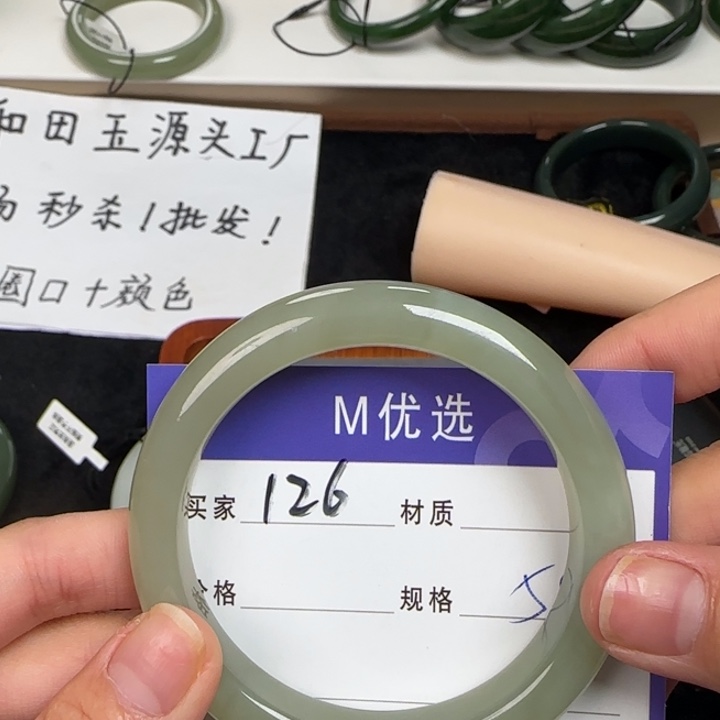 和田玉源头工厂
秒杀/批发!
圈口+颜色
M优选
买家 126 材质
格 规格